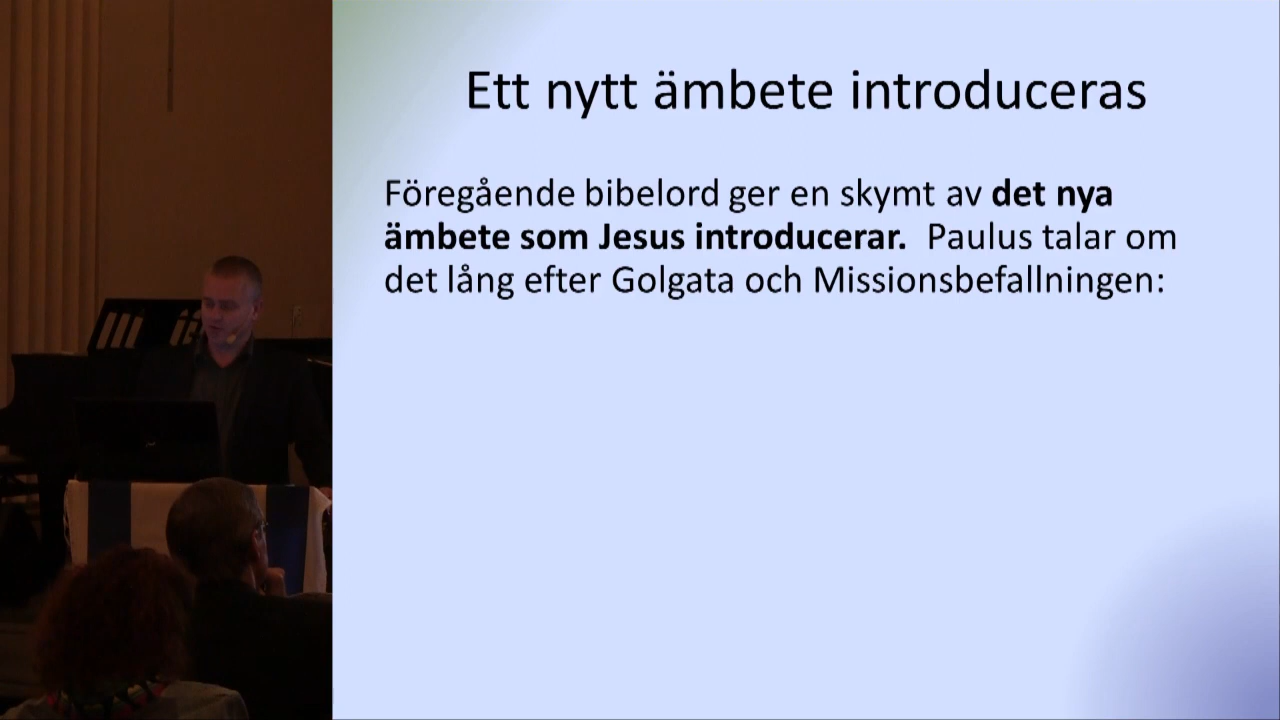 Ett nytt ämbete introduceras
Föregående bibelord ger en skymt av det nya
ämbete som Jesus introducerar. Paulus talar om
det lång efter Golgata och Missionsbefallningen: